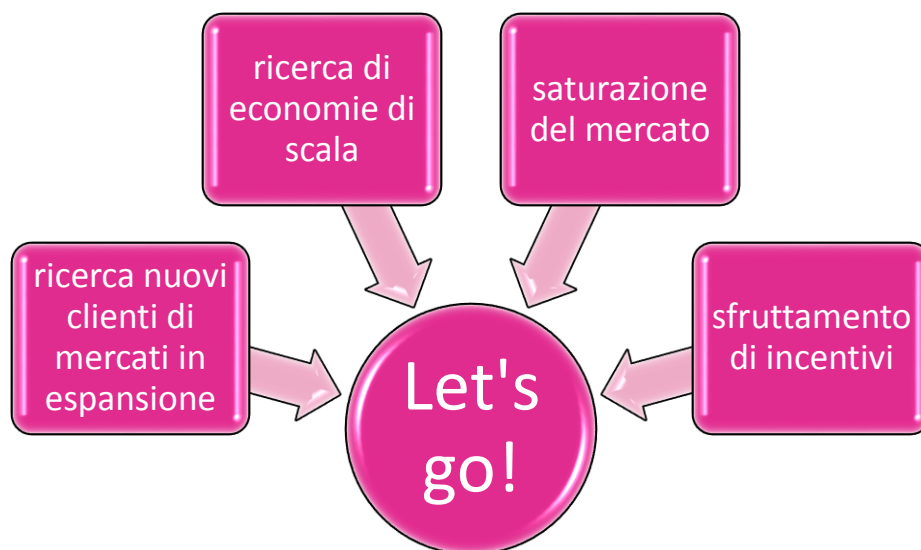 ricerca nuovi
clienti di
mercati in
espansione
ricerca di
economie di
scala
saturazione
del mercato
sfruttamento
di incentivi
Let's
go!